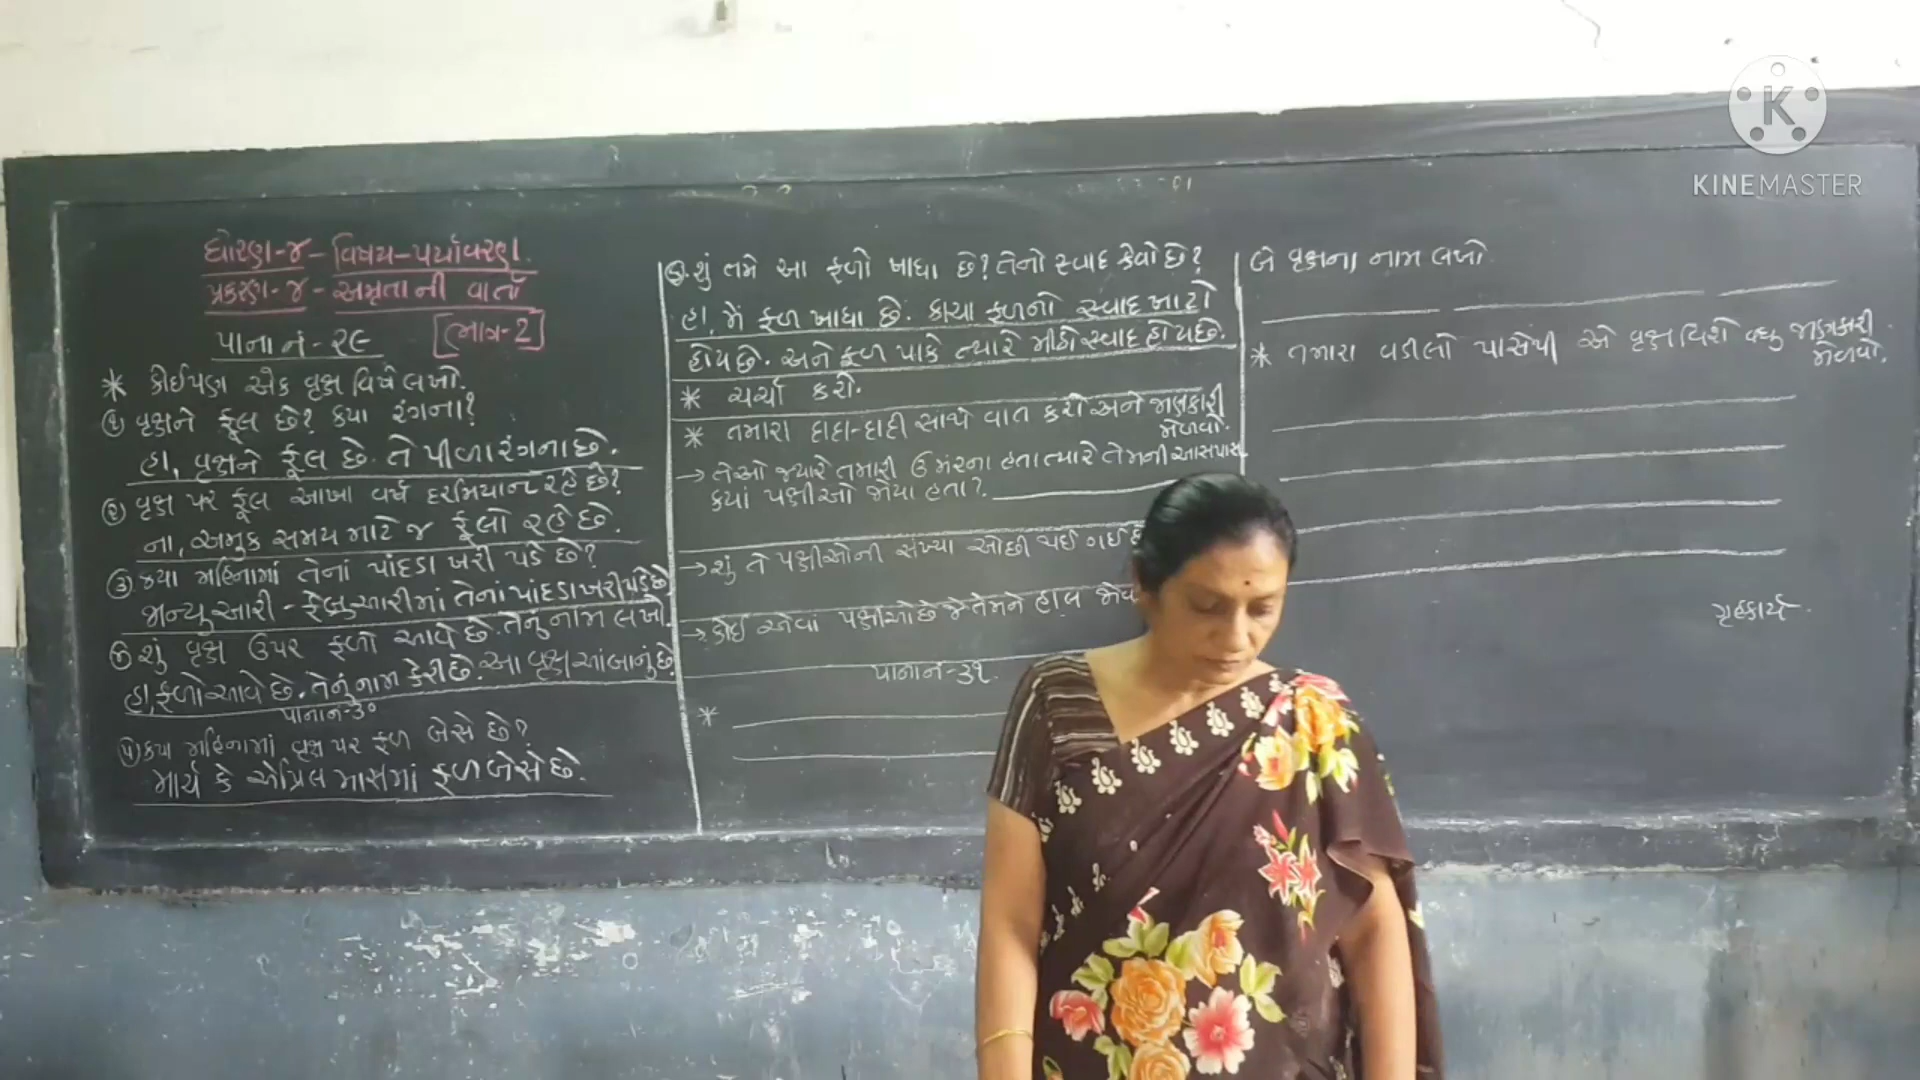 ધોરણ-૪-વિષય-પર્યાવરણ.
પ્રકરણ-૪-અમૃતાની વાર્તા
પાના નં-૨૯ [ભાગ-2]
* કોઈપણ એક વૃક્ષ વિષે લખો.
(૧) વૃક્ષને ફૂલ છે? કયા રંગના?
હા, વૃક્ષને ફૂલ છે. તે પીળા રંગના છે.
(૨) વૃક્ષ પર ફૂલ આખા વર્ષ દરમિયાન રહે છે?
ના, અમુક સમય માટે જ ફૂલો રહે છે.
(૩) કયા મહિનામાં તેનાં પાંદડા ખરી પડે છે?
જાન્યુઆરી - ફેબ્રુઆરીમાં તેનાં પાંદડા ખરી પડે છે
(૪) શું વૃક્ષ ઉપર ફળો આવે છે. તેનું નામ લખો.
હા, ફળો આવે છે. તેનું નામ કેરી છે. આ વૃક્ષ આંબાનું છે
પાના નં-૩૦
(૫) કયા મહિનામાં વૃક્ષ પર ફળ બેસે છે?
માર્ચ કે એપ્રિલ માસમાં ફળ બેસે છે.
(૬) શું તમે આ ફળો ખાધા છે? તેનો સ્વાદ કેવો છે?
હા, મેં ફળ ખાધા છે. કાચા ફળનો સ્વાદ ખાટો
હોય છે. અને ફળ પાકે ત્યારે મીઠો સ્વાદ હોય છે.
* ચર્ચા કરો.
* તમારા દાદા-દાદી સાથે વાત કરો અને જાણકારી
મેળવો.
→ તેઓ જ્યારે તમારી ઉંમરના હતા ત્યારે તેમની આસપાસ
કયાં પક્ષીઓ જોયા હતા?
→ શું તે પક્ષીઓની સંખ્યા ઓછી થઈ ગઈ
→ કોઈ એવાં પક્ષીઓ છે જે તેમને હાલ
પાના નં-૩૧
*
બે વૃક્ષના નામ લખો
* તમારા વડીલો પાસેથી એ વૃક્ષ વિશે વધુ જાણકારી
મેળવો.
ગૃહકાર્ય
KINEMASTER